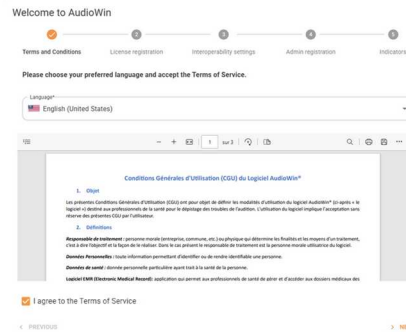 Welcome to AudioWin
2
3
4
5
Terms and Conditions
License registration
Interoperability settings
Admin registration
Indicators
Please choose your preferred language and accept the Terms of Service.
Language*
English (United States)
1 sur 3
Conditions Générales d'Utilisation (CGU) du Logiciel AudioWin*
1. Objet
Les présentes Conditions Générales d'Utilisation (CGU) ont pour objet de définir les modalités d'utilisation du logiciel AudioWin* (ci-après « le
logiciel ») destiné aux professionnels de la santé pour le dépistage des troubles de l'audition. L'utilisation du logiciel implique l'acceptation sans
réserve des présentes CGU par l'utilisateur.
2. Définitions
Responsable de traitement : personne morale (entreprise, commune, etc.) ou physique qui détermine les finalités et les moyens d'un traitement,
c'est à dire l'objectif et la façon de le réaliser. Dans le cas présent le responsable de traitement est la personne morale utilisatrice du logiciel.
Données Personnelles : toute information permettant d'identifier ou de rendre identifiable une personne.
Données de santé : donnée personnelle particulière ayant trait à la santé de la personne.
Logiciel EMR (Electronic Medical Record): application qui permet aux professionnels de santé de gérer et d'accéder aux dossiers médicaux des
I agree to the Terms of Service
PREVIOUS
NE